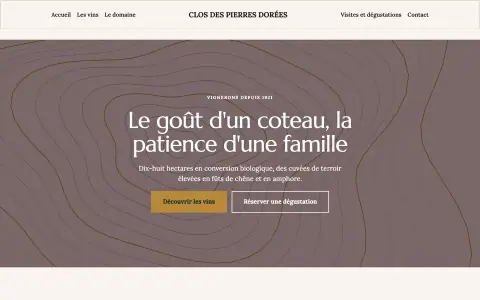 Accueil Les vins Le domaine
CLOS DES PIERRES DORÉES
Visites et dégustations Contact
VIGNERONS DEPUIS 1921
Le goût d'un coteau, la
patience d'une famille
Dix-huit hectares en conversion biologique, des cuvées de terroir
élevées en fûts de chêne et en amphore.
Découvrir les vins
Réserver une dégustation